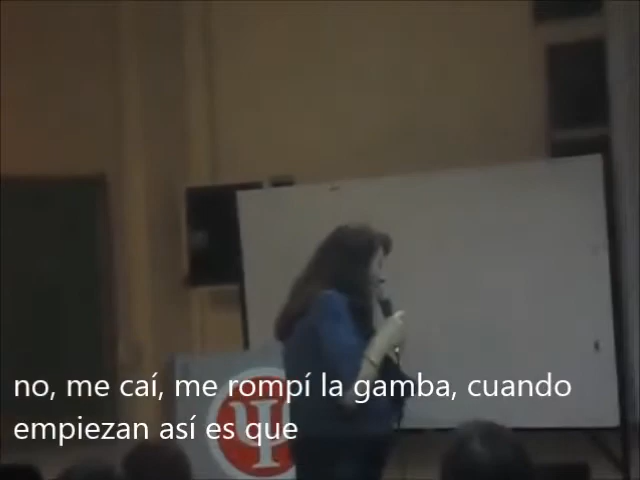 Ψ
no, me caí, me rompí la gamba, cuando
empiezan así es que